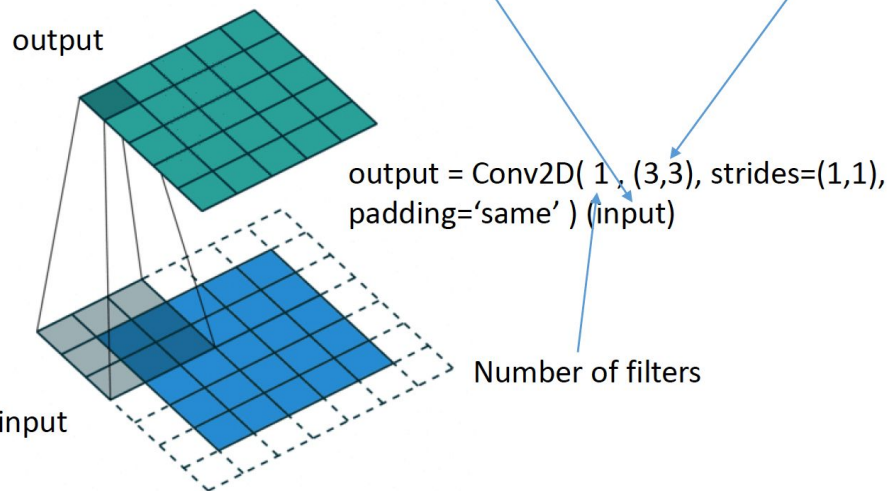 output
output = Conv2D( 1 , (3,3), strides=(1,1),
padding=‘same’ ) (input)
Number of filters
input